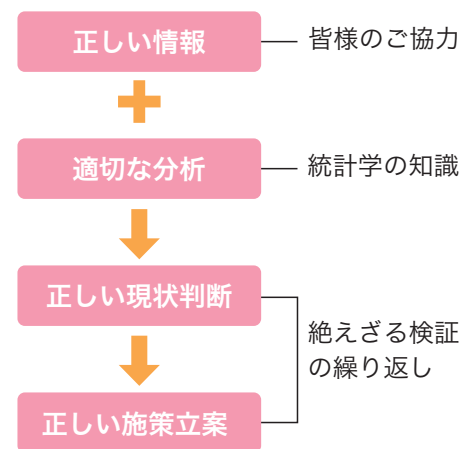 正しい情報
皆様のご協力
適切な分析
統計学の知識
正しい現状判断
絶えざる検証
の繰り返し
正しい施策立案